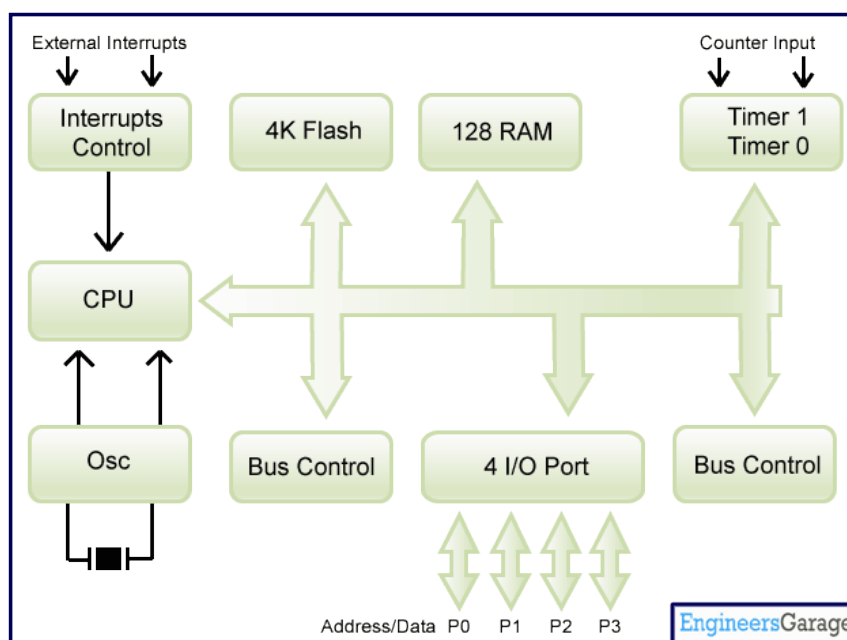 External Interrupts
Counter Input
Interrupts
Control
4K Flash
128 RAM
Timer 1
Timer 0
CPU
Osc
Bus Control
4 I/O Port
Bus Control
Address/Data P0 P1 P2 P3
EngineersGarage